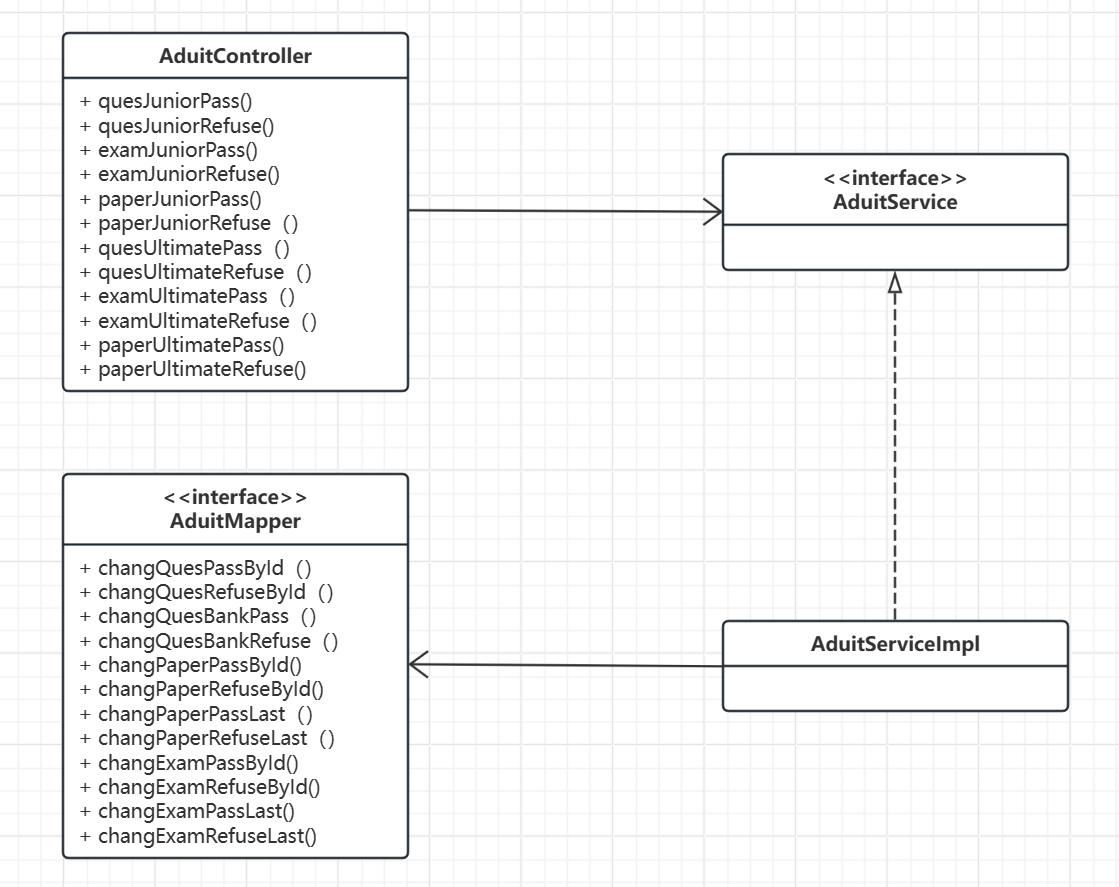 AduitController
+ quesJuniorPass()
+ quesJuniorRefuse()
+ examJuniorPass()
+ examJuniorRefuse()
+ paperJuniorPass()
+ paperJuniorRefuse ()
+ quesUltimatePass ()
+ quesUltimateRefuse ()
+ examUltimatePass ()
+ examUltimateRefuse ()
+ paperUltimatePass()
+ paperUltimateRefuse()
<<interface>>
AduitService
<<interface>>
AduitMapper
+ changQuesPassById ()
+ changQuesRefuseById ()
+ changQuesBankPass ()
+ changQuesBankRefuse ()
+ changPaperPassById()
+ changPaperRefuseById()
+ changPaperPassLast ()
+ changPaperRefuseLast ()
+ changExamPassById()
+ changExamRefuseById()
+ changExamPassLast()
+ changExamRefuseLast()
AduitServiceImpl